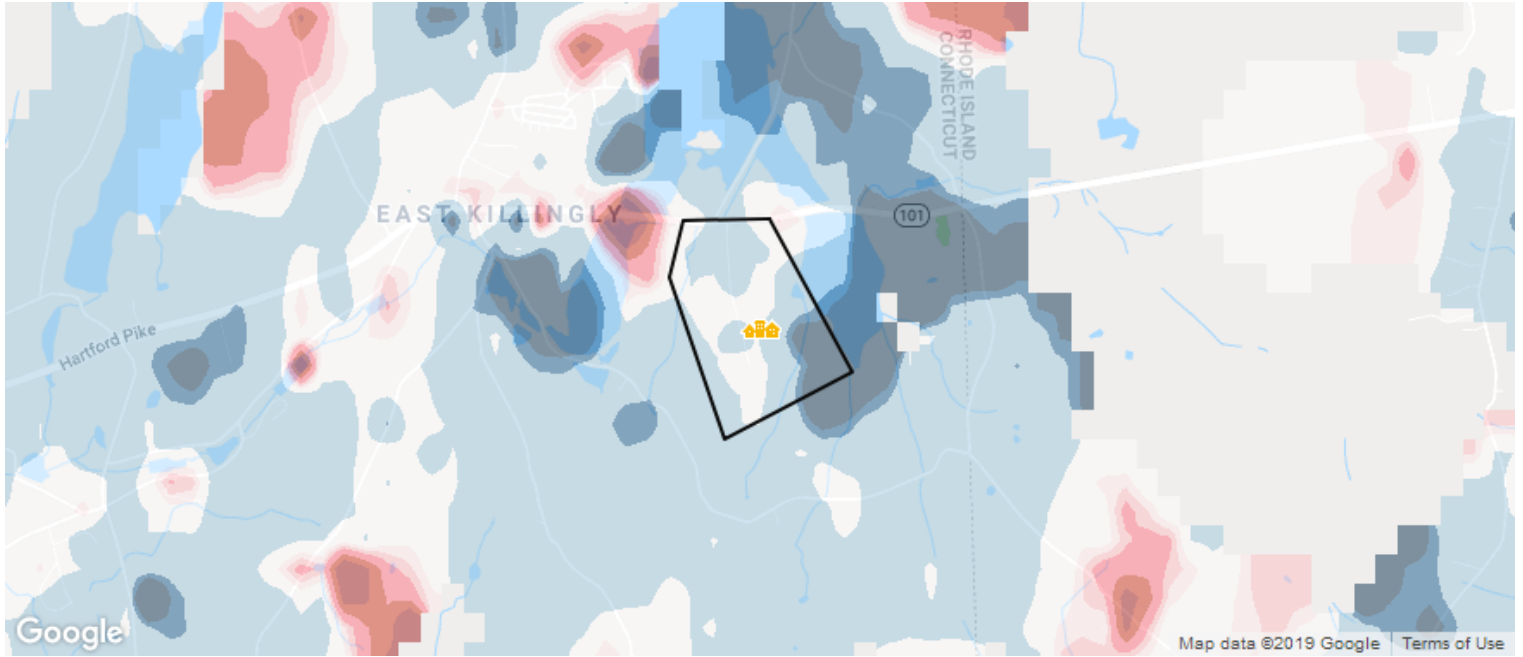 RHODE ISLAND
CONNECTICUT
EAST KILLINGLY
101
Hartford Pike
Google
Map data ©2019 Google
Terms of Use